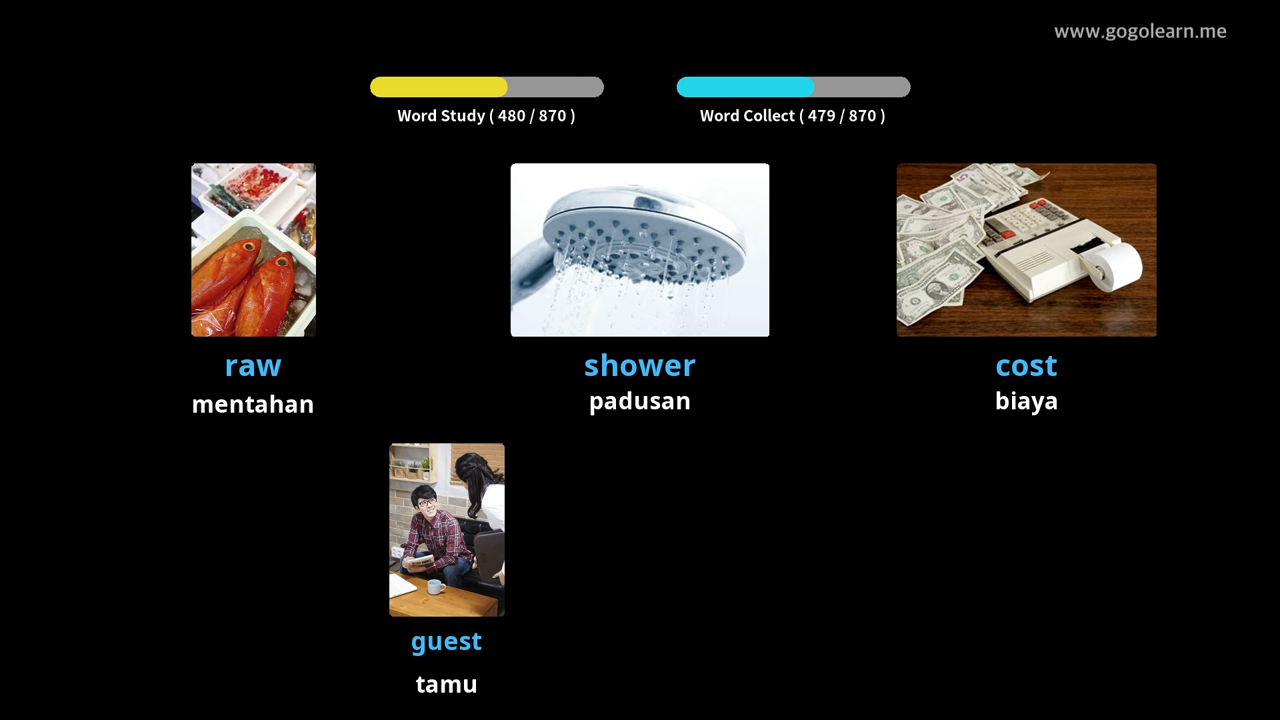 www.gogolearn.me
Word Study ( 480 / 870 )
Word Collect ( 479 / 870 )
raw
mentahan
shower
padusan
cost
biaya
guest
tamu